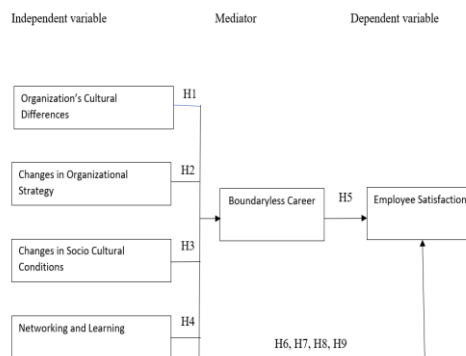 Independent variable Mediator Dependent variable
H1
Organization's Cultural
Differences
H2
Changes in Organizational
Strategy
Boundaryless Career
H5
Employee Satisfaction
H3
Changes in Socio Cultural
Conditions
H4
Networking and Learning
H6, H7, H8, H9